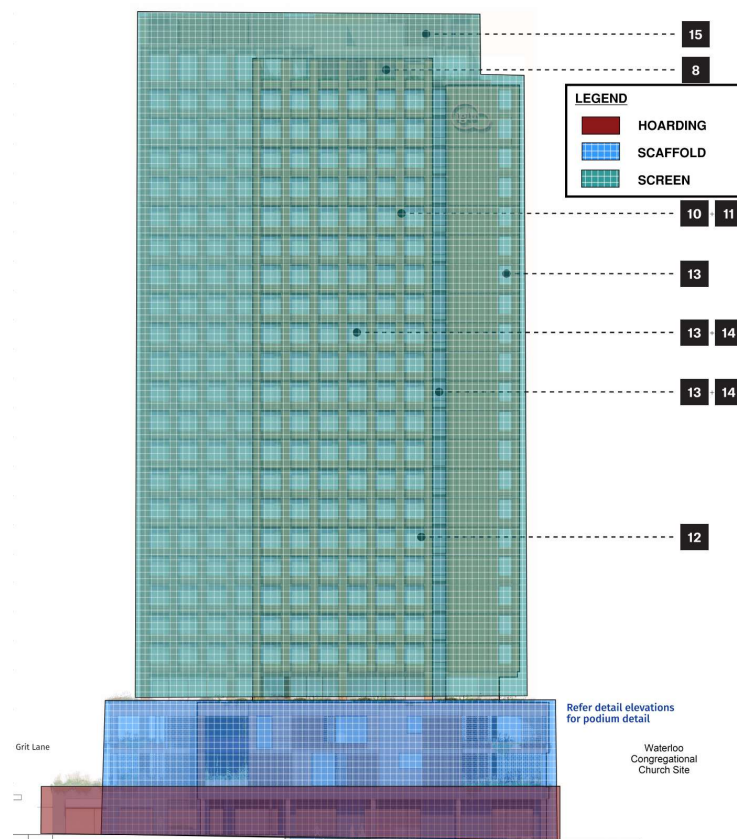 15
8
LEGEND
HOARDING
SCAFFOLD
SCREEN
10 + 11
13
13 + 14
13 + 14
12
Refer detail elevations
for podium detail
Grit Lane
Waterloo
Congregational
Church Site